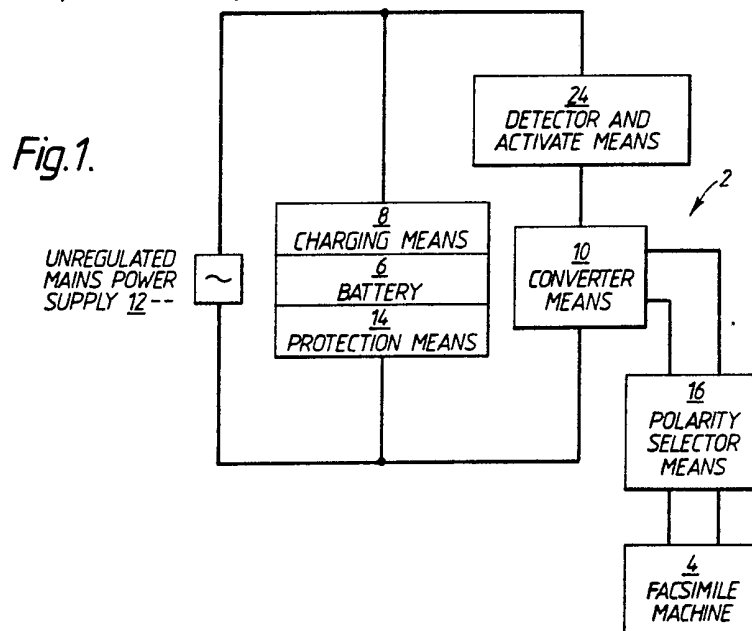 Fig.1.
24
DETECTOR AND
ACTIVATE MEANS
2
8
CHARGING MEANS
6
BATTERY
14
PROTECTION MEANS
UNREGULATED
MAINS POWER
SUPPLY 12--
~
10
CONVERTER
MEANS
16
POLARITY
SELECTOR
MEANS
4
FACSIMILE
MACHINE